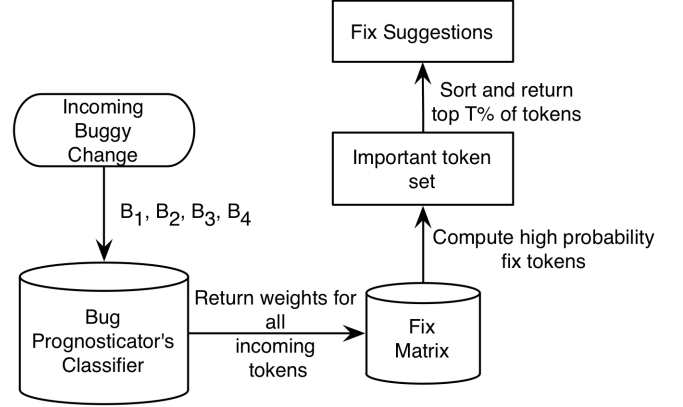 Incoming
Buggy
Change
B1, B2, B3, B4
Bug
Prognosticator's
Classifier
Return weights for
all
incoming
tokens
Fix
Matrix
Compute high probability
fix tokens
Important token
set
Sort and return
top T% of tokens
Fix Suggestions